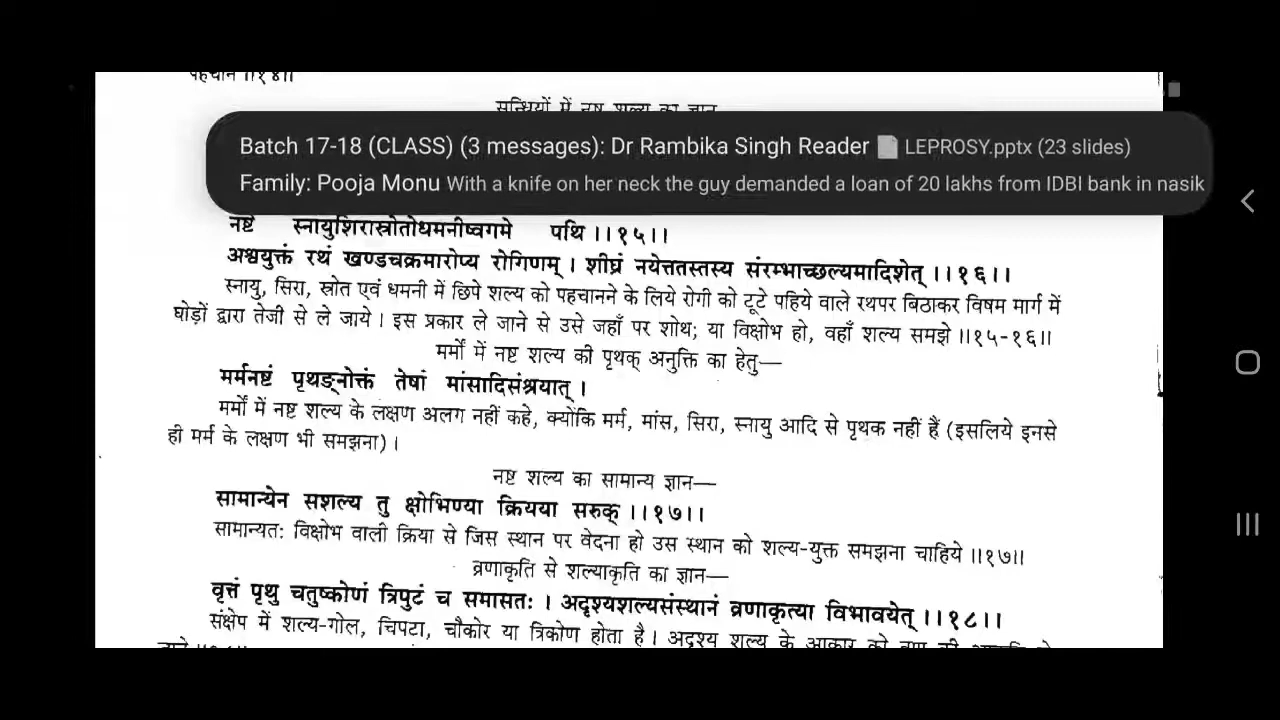 पहचाने ।।१४।।
सन्धियों में नष्ट शल्य का ज्ञान
Batch 17-18 (CLASS) (3 messages): Dr Rambika Singh Reader LEPROSY.pptx (23 slides)
Family: Pooja Monu With a knife on her neck the guy demanded a loan of 20 lakhs from IDBI bank in nasik
नष्टे स्नायुशिरास्रोतोधमनीष्वगमे पथि ।।१५।।
अश्वयुक्तं रथं खण्डचक्रमारोप्य रोगिणम् । शीघ्रं नयेत्ततस्तस्य संरम्भाच्छल्यमादिशेत् ।।१६।।
स्नायु, सिरा, स्रोत एवं धमनी में छिपे शल्य को पहचानने के लिये रोगी को टूटे पहिये वाले रथपर बिठाकर विषम मार्ग में
घोड़ों द्वारा तेजी से ले जाये । इस प्रकार ले जाने से उसे जहाँ पर शोथ; या विक्षोभ हो, वहाँ शल्य समझे ।।१५-१६।।
मर्मों में नष्ट शल्य की पृथक् अनुक्ति का हेतु—
मर्मनष्टं पृथङ्नोक्तं तेषां मांसादिसंश्रयात् ।
मर्मों में नष्ट शल्य के लक्षण अलग नहीं कहे, क्योंकि मर्म, मांस, सिरा, स्नायु आदि से पृथक नहीं हैं (इसलिये इनसे
ही मर्म के लक्षण भी समझना) ।
नष्ट शल्य का सामान्य ज्ञान—
सामान्येन सशल्य तु क्षोभिण्या क्रियया सरुक् ।।१७।।
सामान्यतः विक्षोभ वाली क्रिया से जिस स्थान पर वेदना हो उस स्थान को शल्य-युक्त समझना चाहिये ।।१७।।
व्रणाकृति से शल्याकृति का ज्ञान—
वृत्तं पृथु चतुष्कोणं त्रिपुटं च समासतः । अदृश्यशल्यसंस्थानं व्रणाकृत्या विभावयेत् ।।१८।।
संक्षेप में शल्य-गोल, चिपटा, चौकोर या त्रिकोण होता है । अदृश्य शल्य के आकार को व्रण की